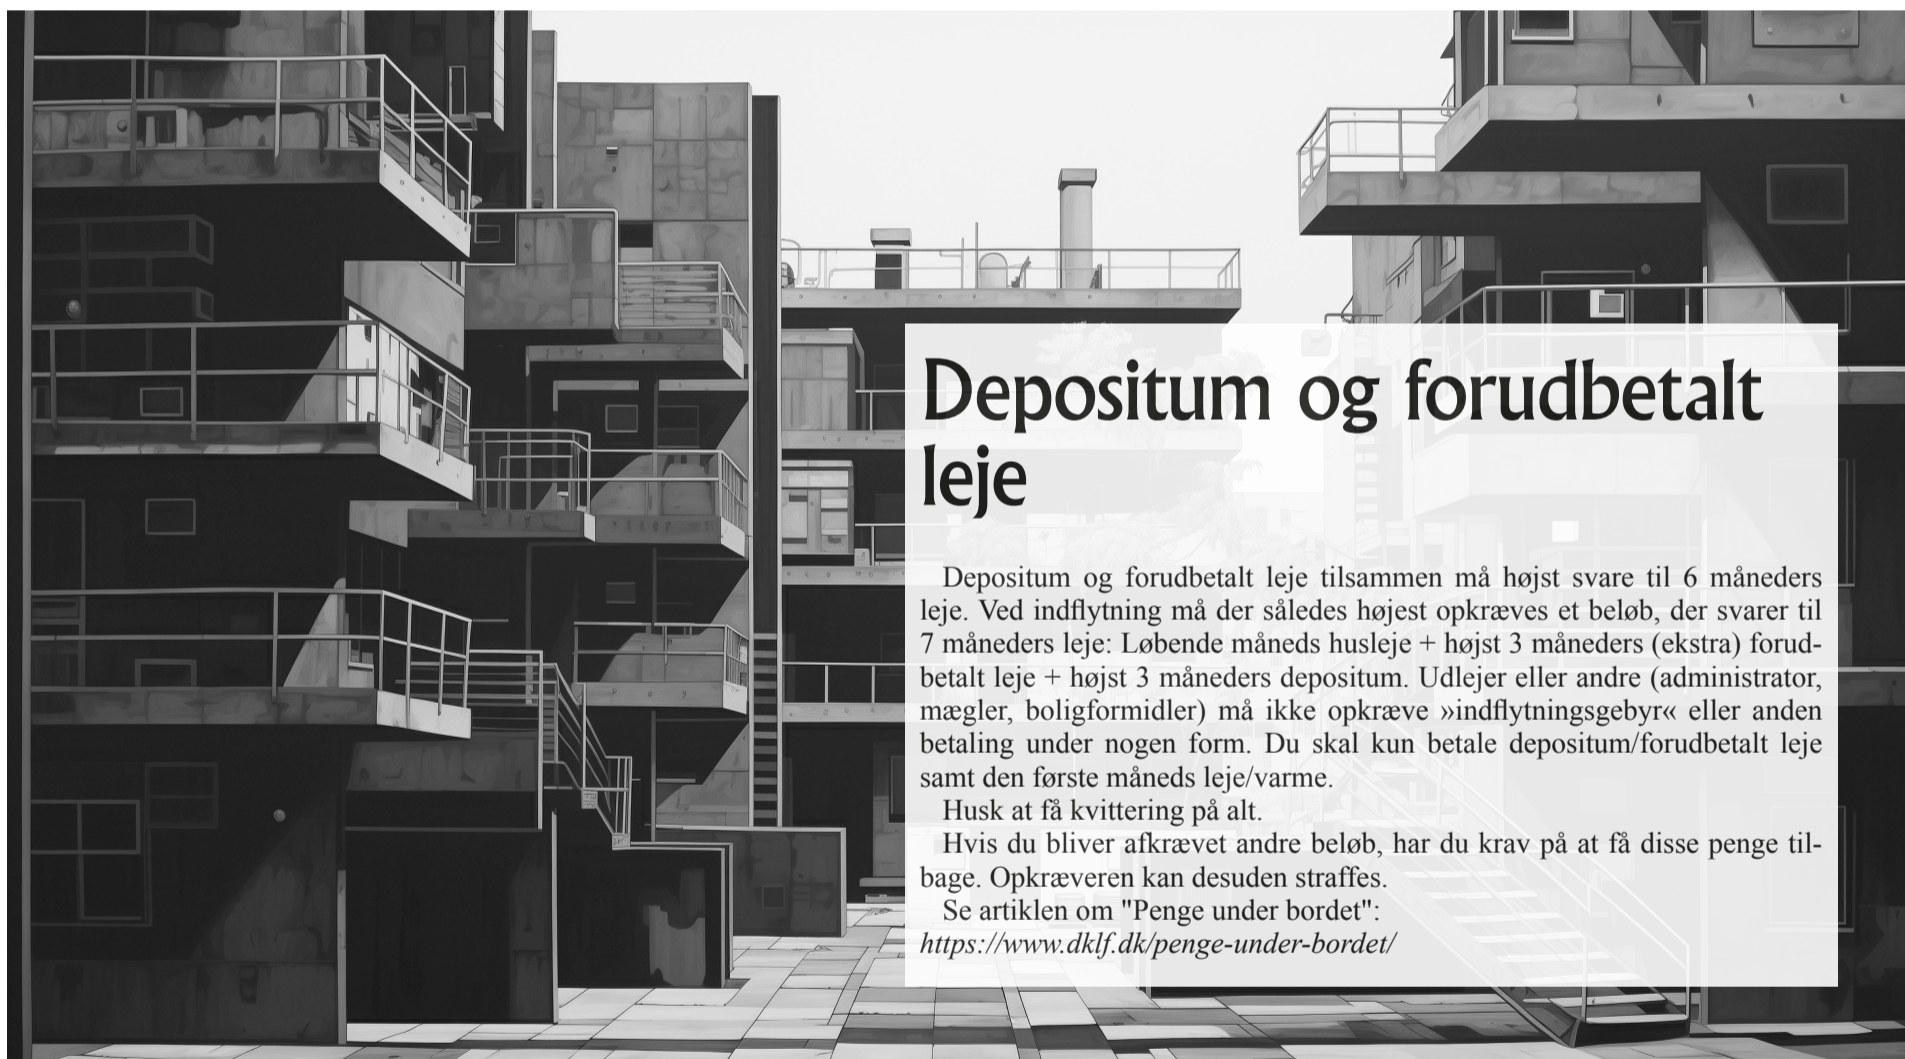 Depositum og forudbetalt
leje
Depositum og forudbetalt leje tilsammen må højst svare til 6 måneders
leje. Ved indflytning må der således højest opkræves et beløb, der svarer til
7 måneders leje: Løbende måneds husleje + højst 3 måneders (ekstra) forud-
betalt leje + højst 3 måneders depositum. Udlejer eller andre (administrator,
mægler, boligformidler) må ikke opkræve »indflytningsgebyr« eller anden
betaling under nogen form. Du skal kun betale depositum/forudbetalt leje
samt den første måneds leje/varme.
Husk at få kvittering på alt.
Hvis du bliver afkrævet andre beløb, har du krav på at få disse penge til-
bage. Opkræveren kan desuden straffes.
Se artiklen om "Penge under bordet":
https://www.dklf.dk/penge-under-bordet/